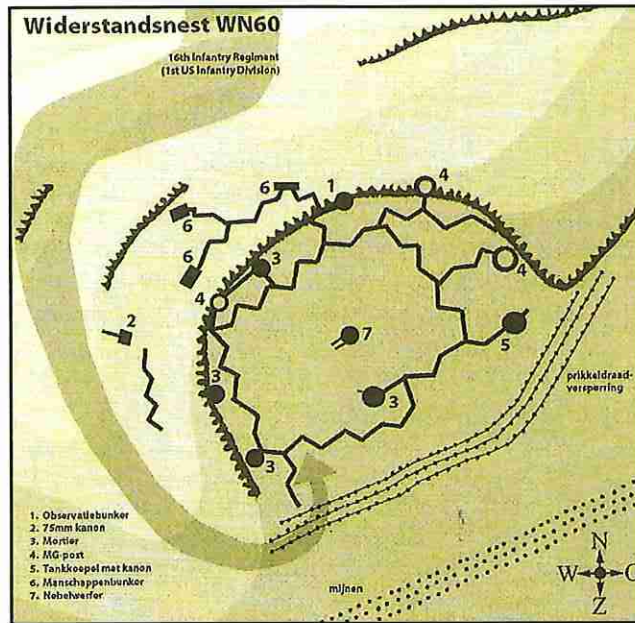 Widerstandsnest WN60
16th Infantry Regiment
(1st US Infantry Division)
6
1
4
6
6
3
4
4
2
7
5
3
3
3
prikkeldraad-
versperring
1. Observatiebunker
2. 75mm kanon
3. Mortier
4. MG-post
5. Tankkoepel met kanon
6. Manschappenbunker
7. Nebelwerfer
mijnen
N
W
O
Z